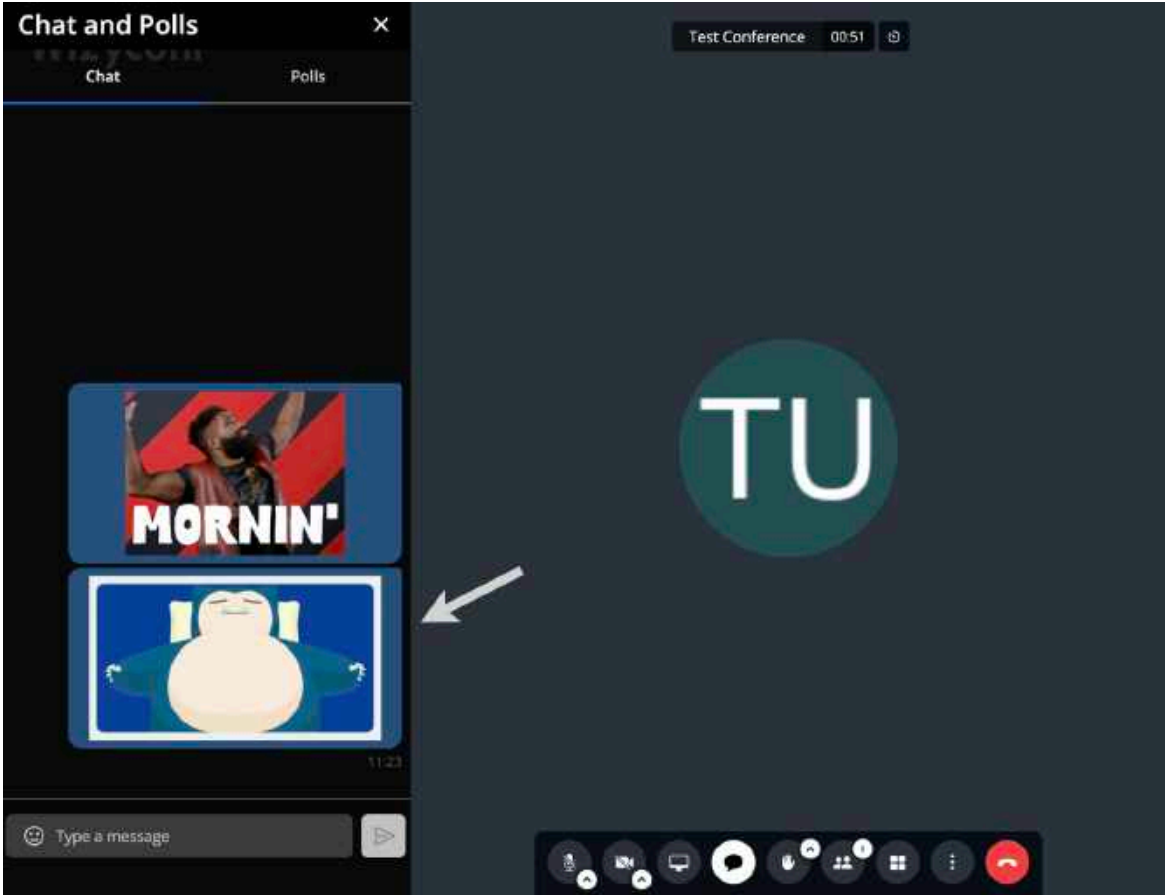 Chat and Polls
Chat
Polls
Test Conference 00:51
TU
MORNIN'
11:23
Type a message